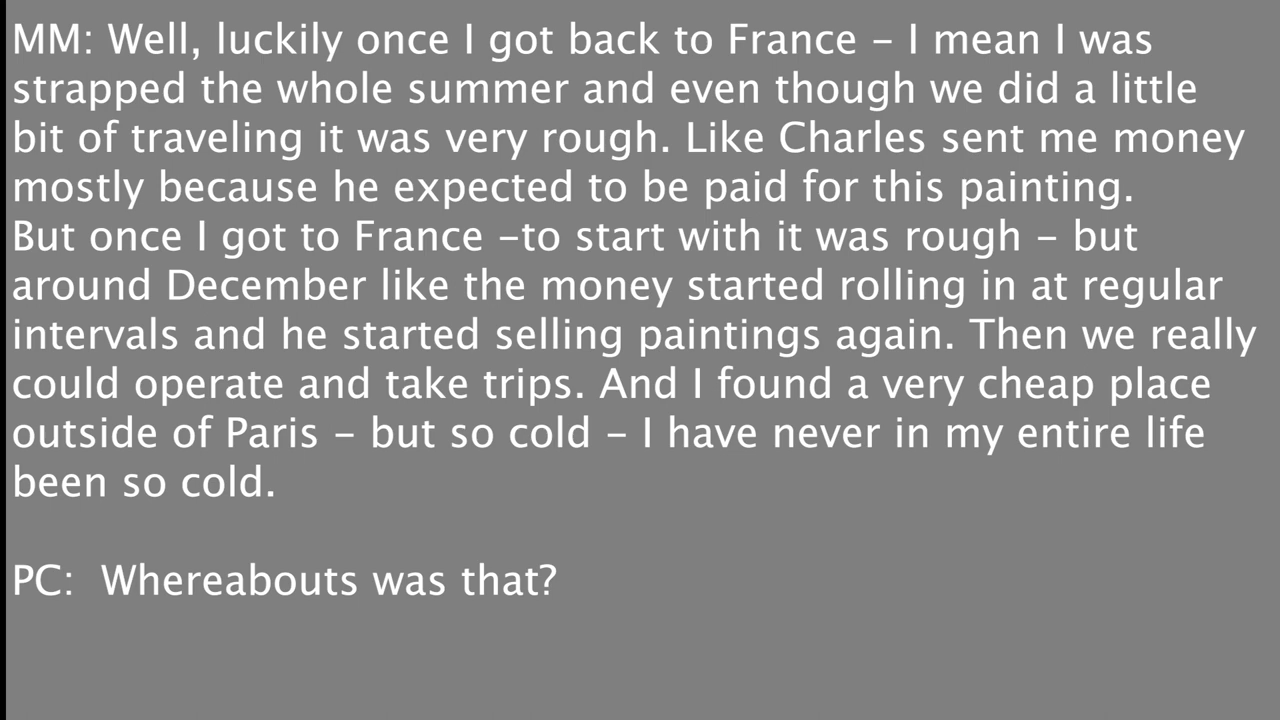 MM: Well, luckily once I got back to France – I mean I was
strapped the whole summer and even though we did a little
bit of traveling it was very rough. Like Charles sent me money
mostly because he expected to be paid for this painting.
But once I got to France –to start with it was rough – but
around December like the money started rolling in at regular
intervals and he started selling paintings again. Then we really
could operate and take trips. And I found a very cheap place
outside of Paris – but so cold – I have never in my entire life
been so cold.
PC:  Whereabouts was that?